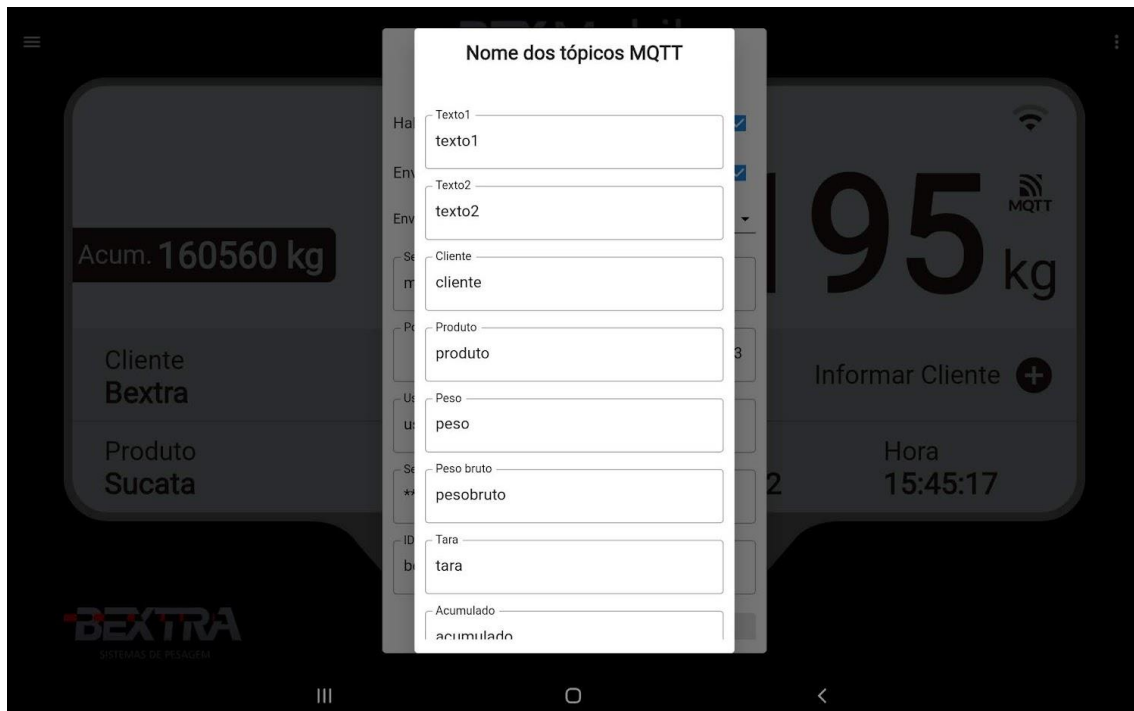 Nome dos tópicos MQTT
Texto1
texto1
Texto2
texto2
Cliente
cliente
Produto
produto
Peso
peso
Peso bruto
pesobruto
Tara
tara
Acumulado
acumulado
Acum. 160560 kg
195 kg
MQTT
Cliente
Bextra
Informar Cliente
Produto
Sucata
Hora
15:45:17
BEXTRA
SISTEMAS DE PESAGEM